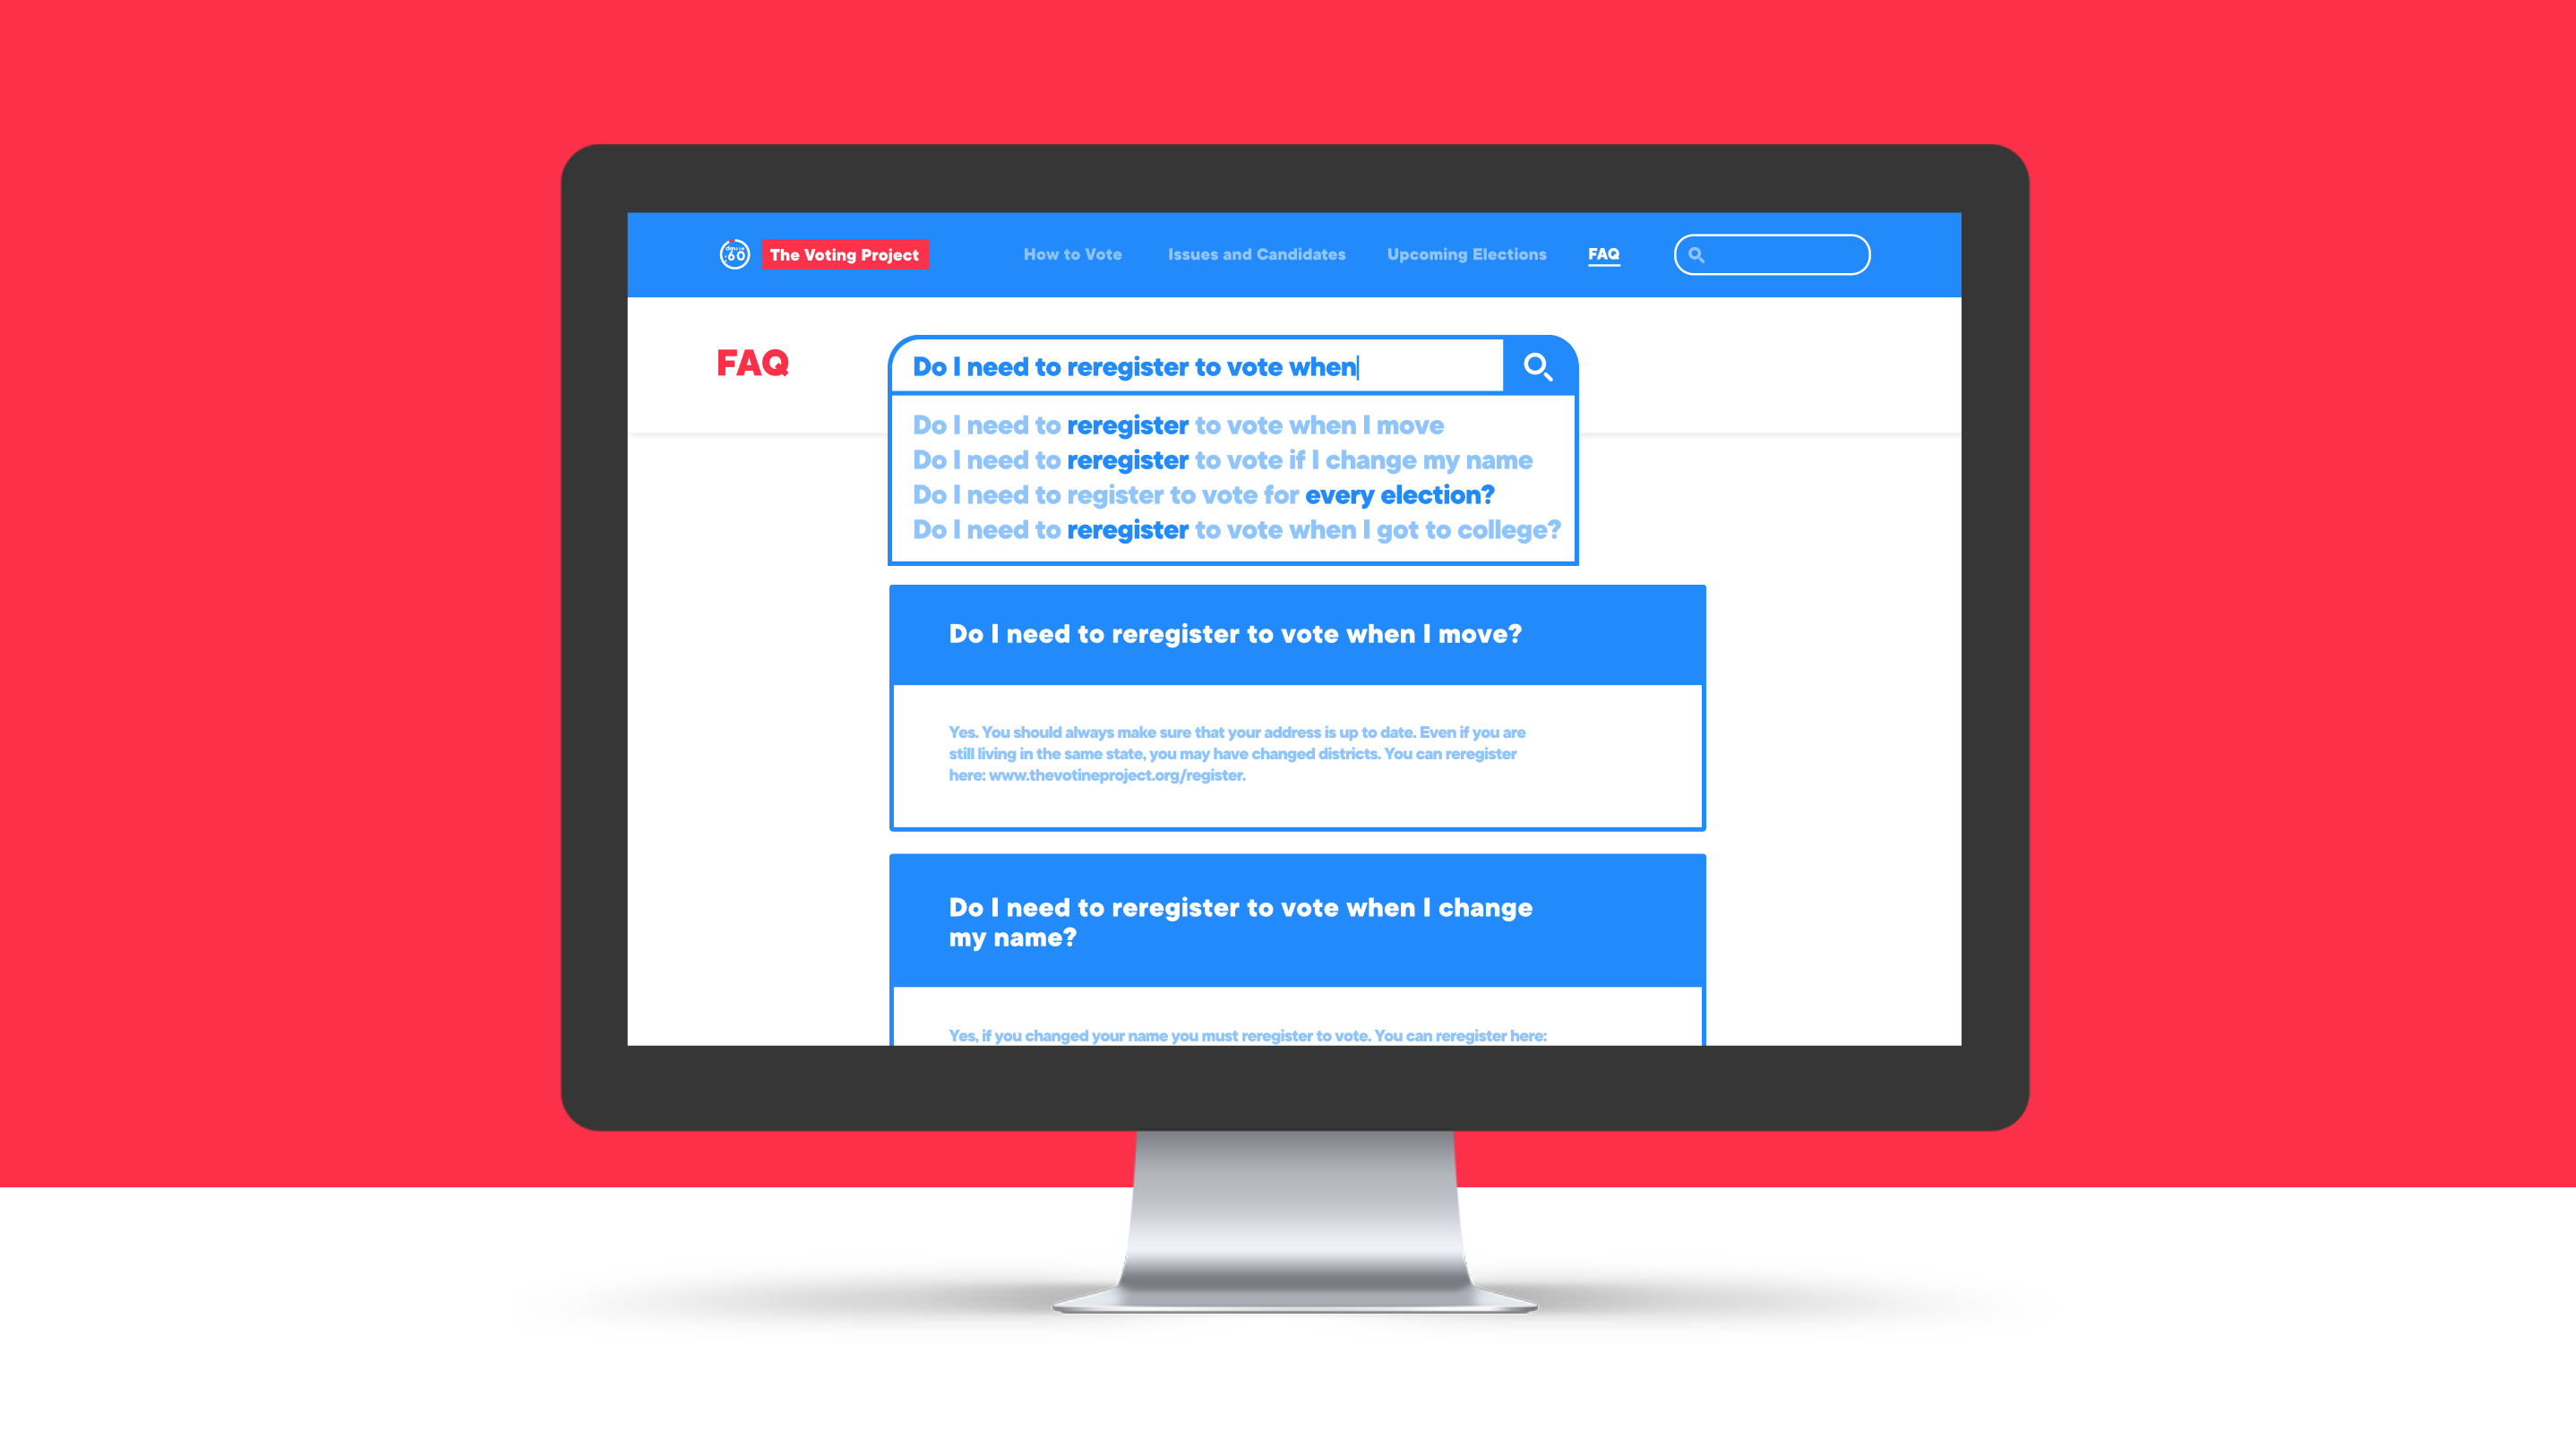 :60
The Voting Project
How to Vote
Issues and Candidates
Upcoming Elections
FAQ
FAQ
Do I need to reregister to vote when
Do I need to reregister to vote when I move
Do I need to reregister to vote if I change my name
Do I need to register to vote for every election?
Do I need to reregister to vote when I got to college?
Do I need to reregister to vote when I move?
Yes. You should always make sure that your address is up to date. Even if you are
still living in the same state, you may have changed districts. You can reregister
here: www.thevotineproject.org/register.
Do I need to reregister to vote when I change
my name?
Yes, if you changed your name you must reregister to vote. You can reregister here: